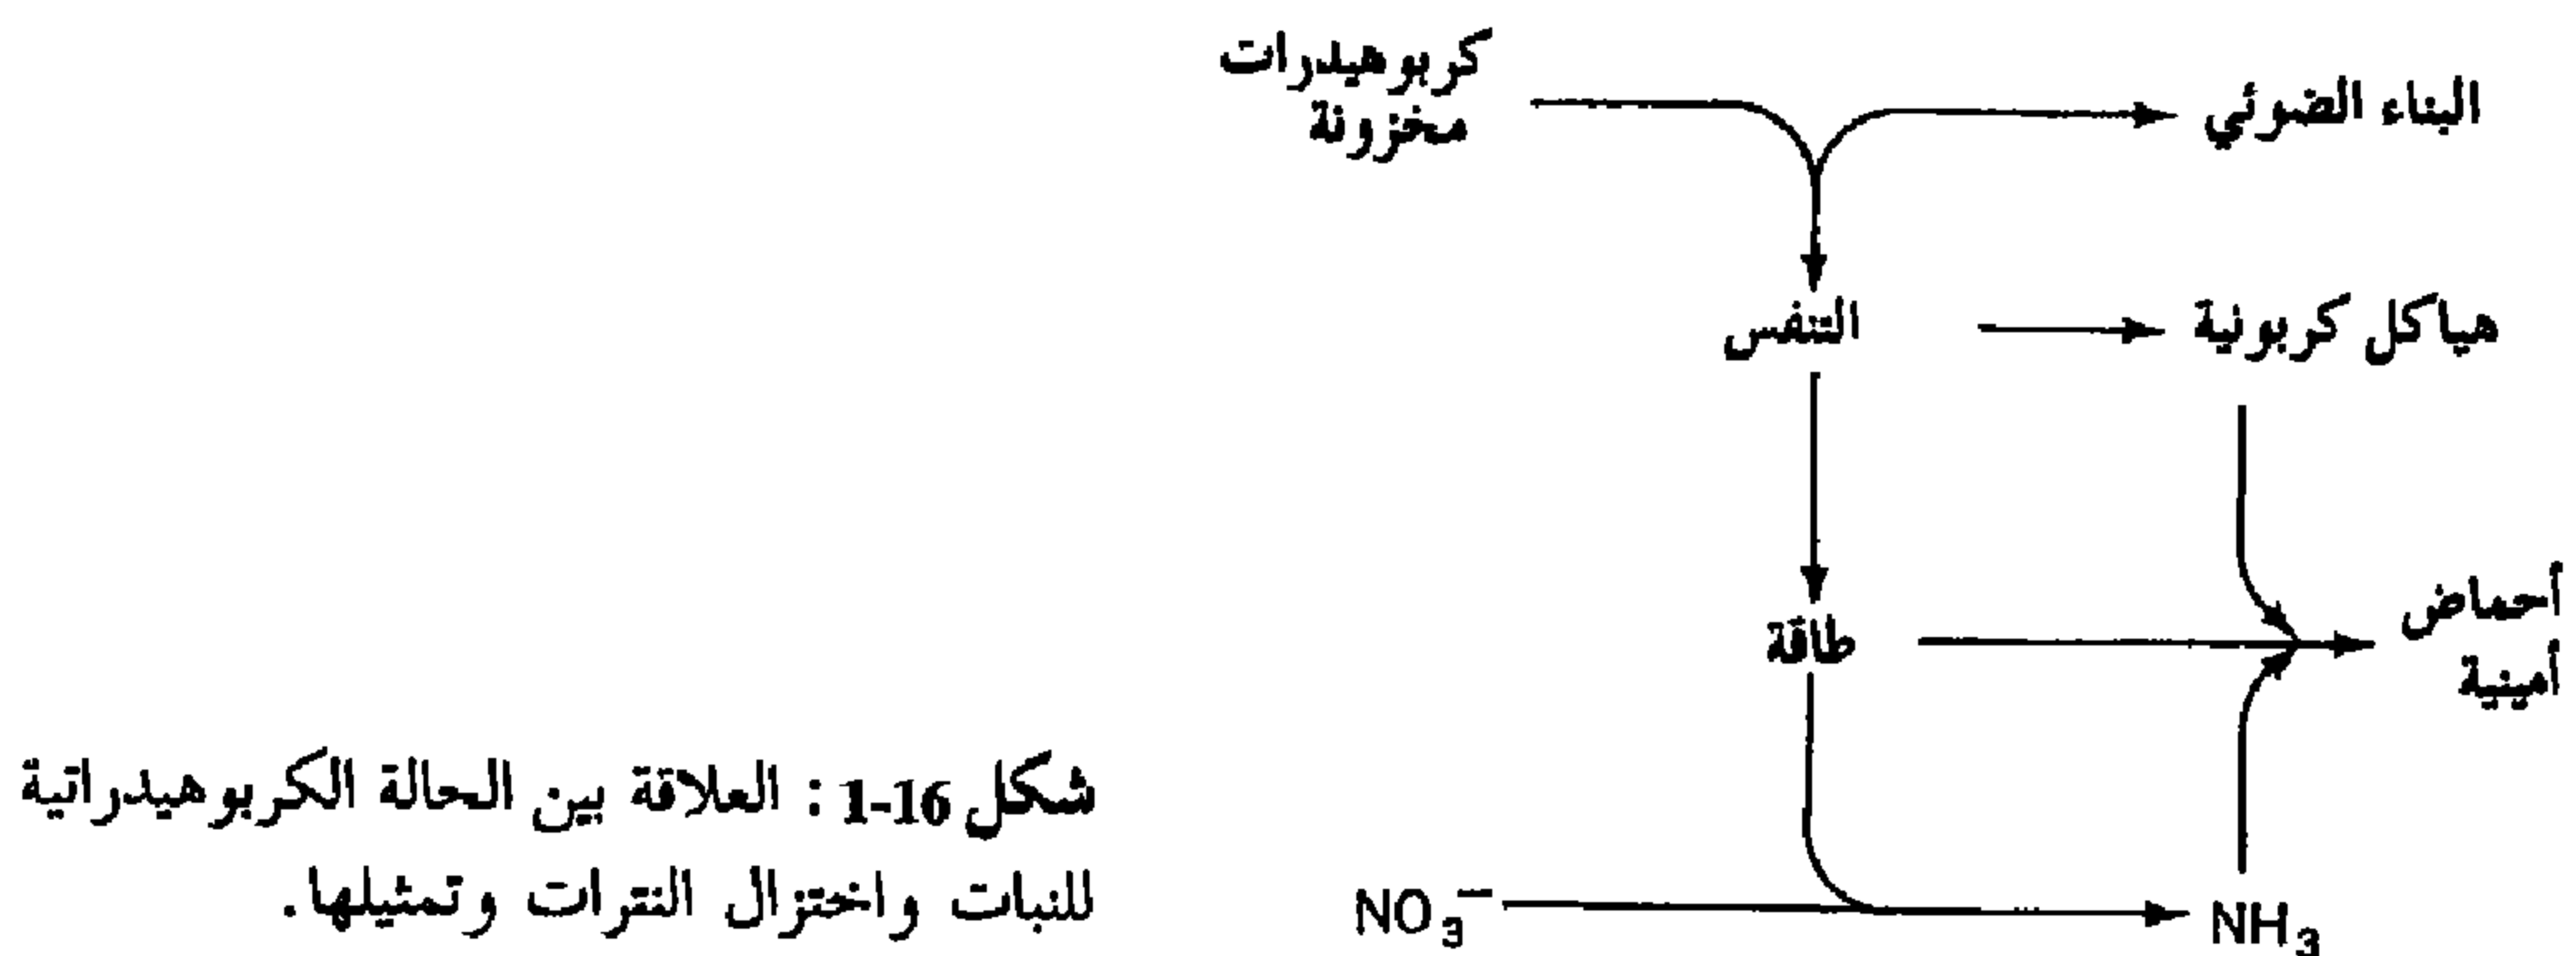 كربوهيدرات
مخزونة
البناء الضوئي
التنفس
هياكل كربونية
طاقة
أحماض
أمينية
NO₃⁻
NH₃
شكل 16-1 : العلاقة بين الحالة الكربوهيدراتية
للنبات واختزال النترات وتمثيلها.